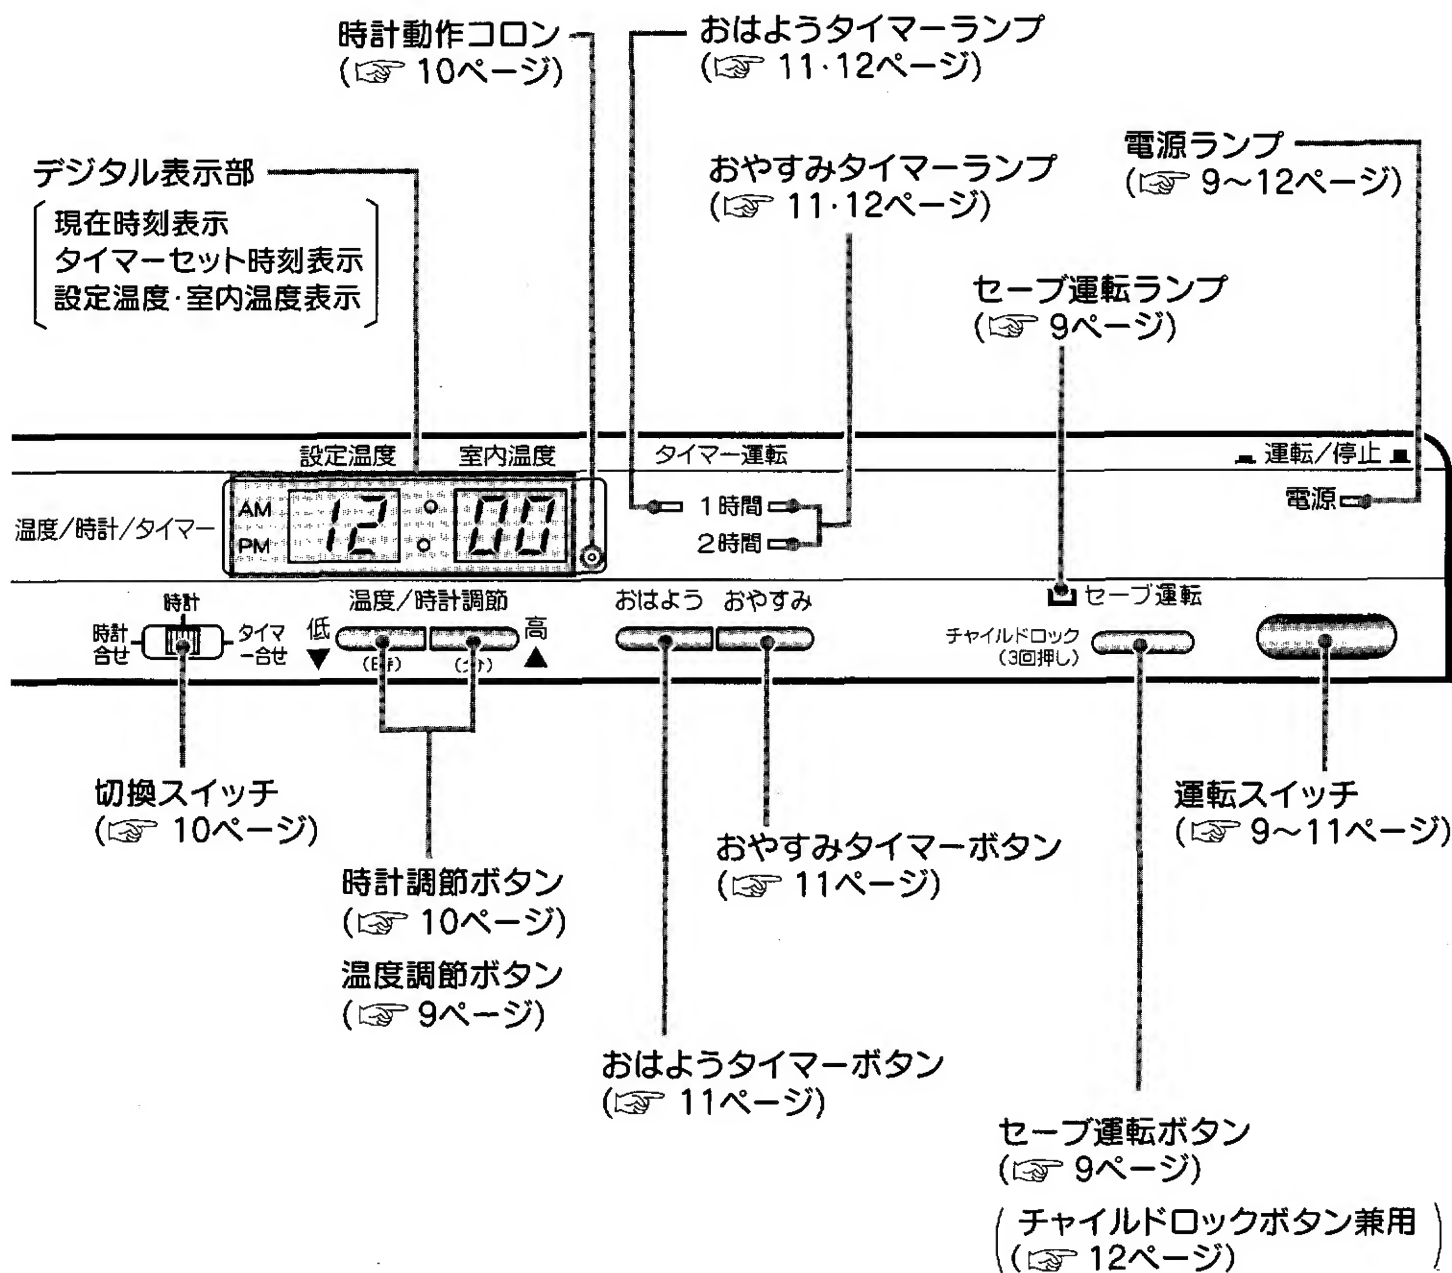 時計動作コロン
(☞ 10ページ)
おはようタイマーランプ
(☞ 11·12ページ)
デジタル表示部
現在時刻表示
タイマーセット時刻表示
設定温度·室内温度表示
おやすみタイマーランプ
(☞ 11·12ページ)
電源ランプ
(☞ 9～12ページ)
セーブ運転ランプ
(☞ 9ページ)
設定温度 室内温度 タイマー運転 運転/停止
温度/時計/タイマー
AM
PM
12 00
1時間
2時間
電源
時計
時計合せ
タイマー合せ
温度/時計調節
低
▼
(時)
(分)
高
▲
おはよう おやすみ
セーブ運転
チャイルドロック
(3回押し)
切換スイッチ
(☞ 10ページ)
時計調節ボタン
(☞ 10ページ)
温度調節ボタン
(☞ 9ページ)
おやすみタイマーボタン
(☞ 11ページ)
おはようタイマーボタン
(☞ 11ページ)
運転スイッチ
(☞ 9～11ページ)
セーブ運転ボタン
(☞ 9ページ)
(チャイルドロックボタン兼用
(☞ 12ページ)